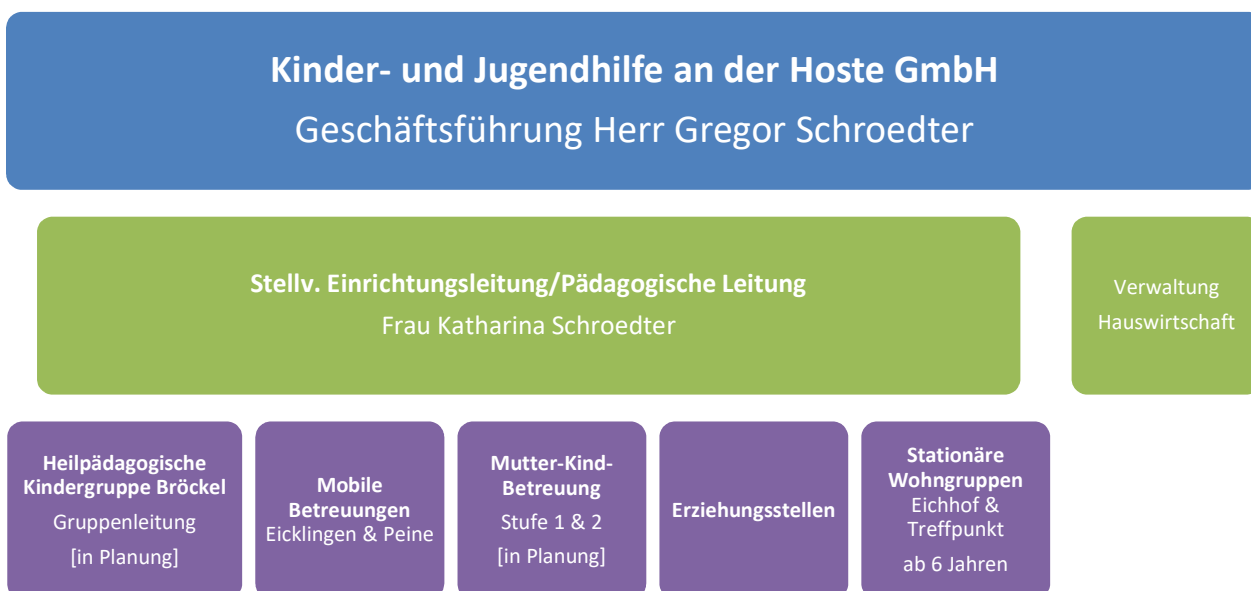 Kinder- und Jugendhilfe an der Hoste GmbH
Geschäftsführung Herr Gregor Schroedter
Stellv. Einrichtungsleitung/Pädagogische Leitung
Frau Katharina Schroedter
Verwaltung
Hauswirtschaft
Heilpädagogische
Kindergruppe Bröckel
Gruppenleitung
[in Planung]
Mobile
Betreuungen
Eicklingen & Peine
Mutter-Kind-
Betreuung
Stufe 1 & 2
[in Planung]
Erziehungsstellen
Stationäre
Wohngruppen
Eichhof &
Treffpunkt
ab 6 Jahren